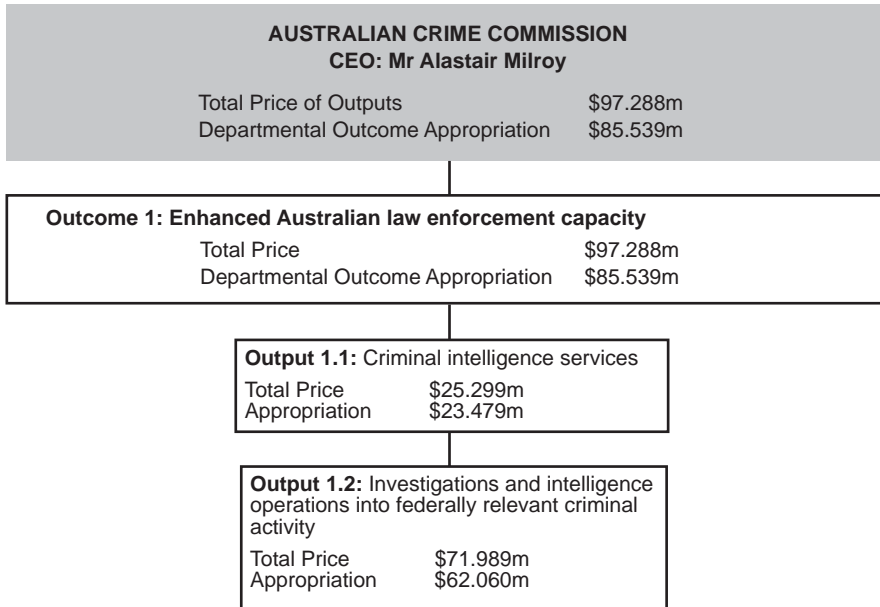 AUSTRALIAN CRIME COMMISSION
CEO: Mr Alastair Milroy
Total Price of Outputs $97.288m
Departmental Outcome Appropriation $85.539m
Outcome 1: Enhanced Australian law enforcement capacity
Total Price $97.288m
Departmental Outcome Appropriation $85.539m
Output 1.1: Criminal intelligence services
Total Price $25.299m
Appropriation $23.479m
Output 1.2: Investigations and intelligence
operations into federally relevant criminal
activity
Total Price $71.989m
Appropriation $62.060m